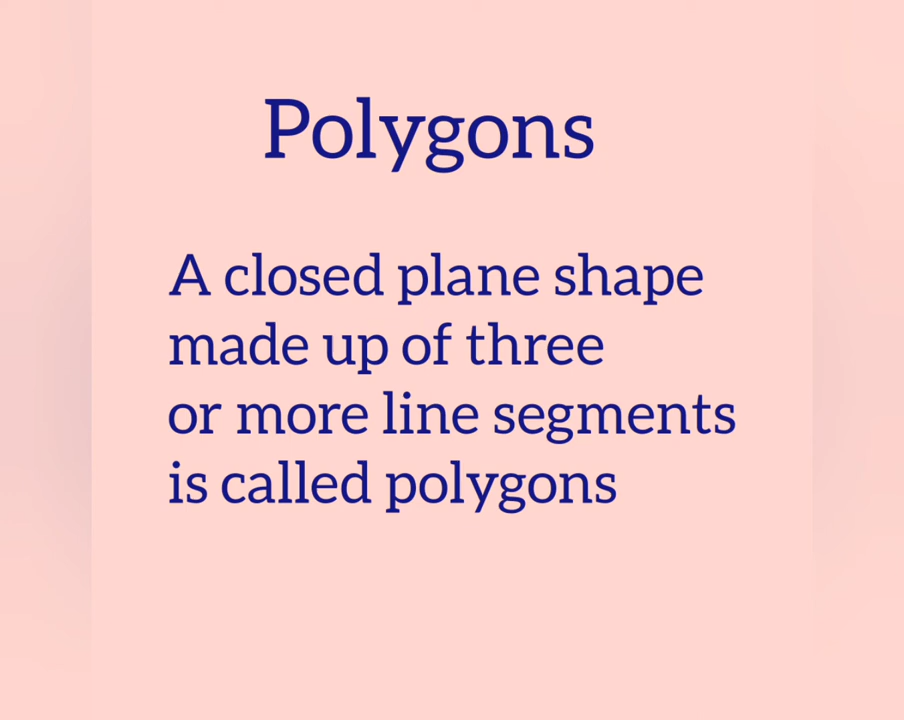 Polygons
A closed plane shape
made up of three
or more line segments
is called polygons